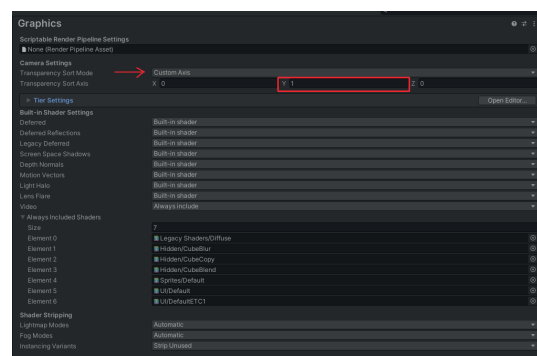 Graphics
Scriptable Render Pipeline Settings
None (Render Pipeline Asset)
Camera Settings
Transparency Sort Mode Custom Axis
Transparency Sort Axis X 0 Y 1 Z 0
Tier Settings Open Editor...
Built-in Shader Settings
Deferred Built-in shader
Deferred Reflections Built-in shader
Legacy Deferred Built-in shader
Screen Space Shadows Built-in shader
Depth Normals Built-in shader
Motion Vectors Built-in shader
Light Halo Built-in shader
Lens Flare Built-in shader
Video Always include
Always Included Shaders
Size 7
Element 0 Legacy Shaders/Diffuse
Element 1 Hidden/CubeBlur
Element 2 Hidden/CubeCopy
Element 3 Hidden/CubeBlend
Element 4 Sprites/Default
Element 5 UI/Default
Element 6 UI/DefaultETC1
Shader Stripping
Lightmap Modes Automatic
Fog Modes Automatic
Instancing Variants Strip Unused